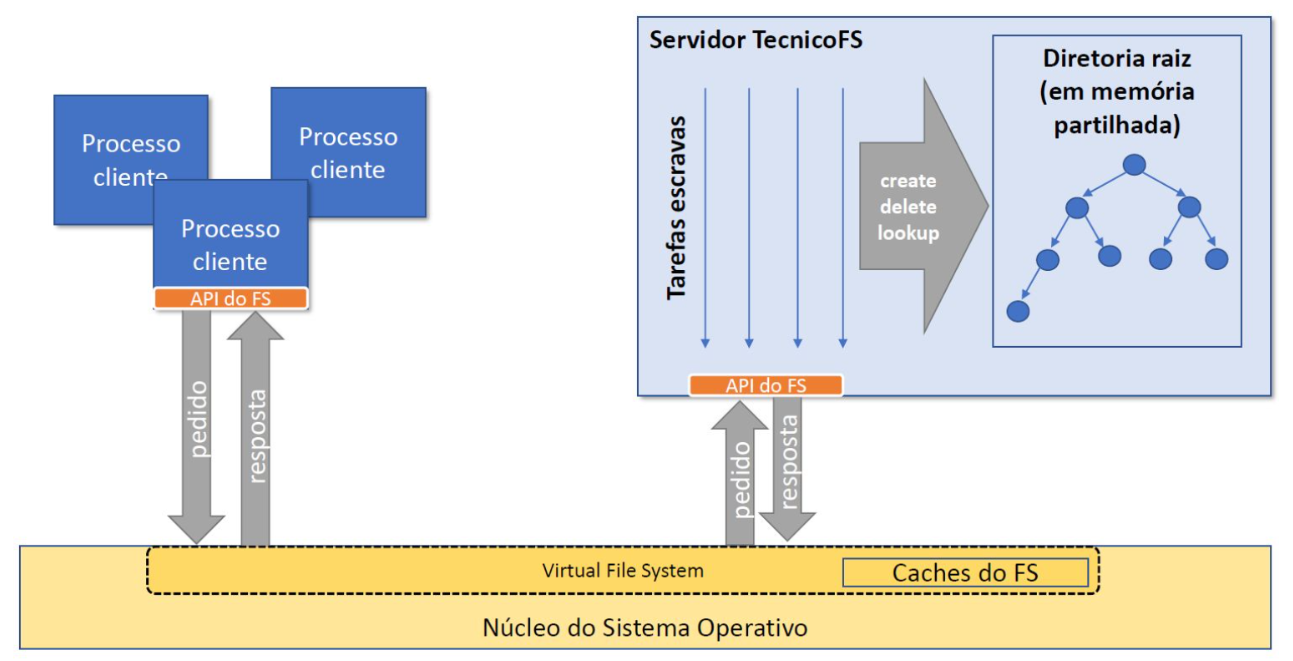 Processo
cliente
Processo
cliente
Processo
cliente
API do FS
pedido
resposta
Servidor TecnicoFS
Tarefas escravas
create
delete
lookup
Diretoria raiz
(em memória
partilhada)
API do FS
pedido
resposta
Virtual File System
Caches do FS
Núcleo do Sistema Operativo